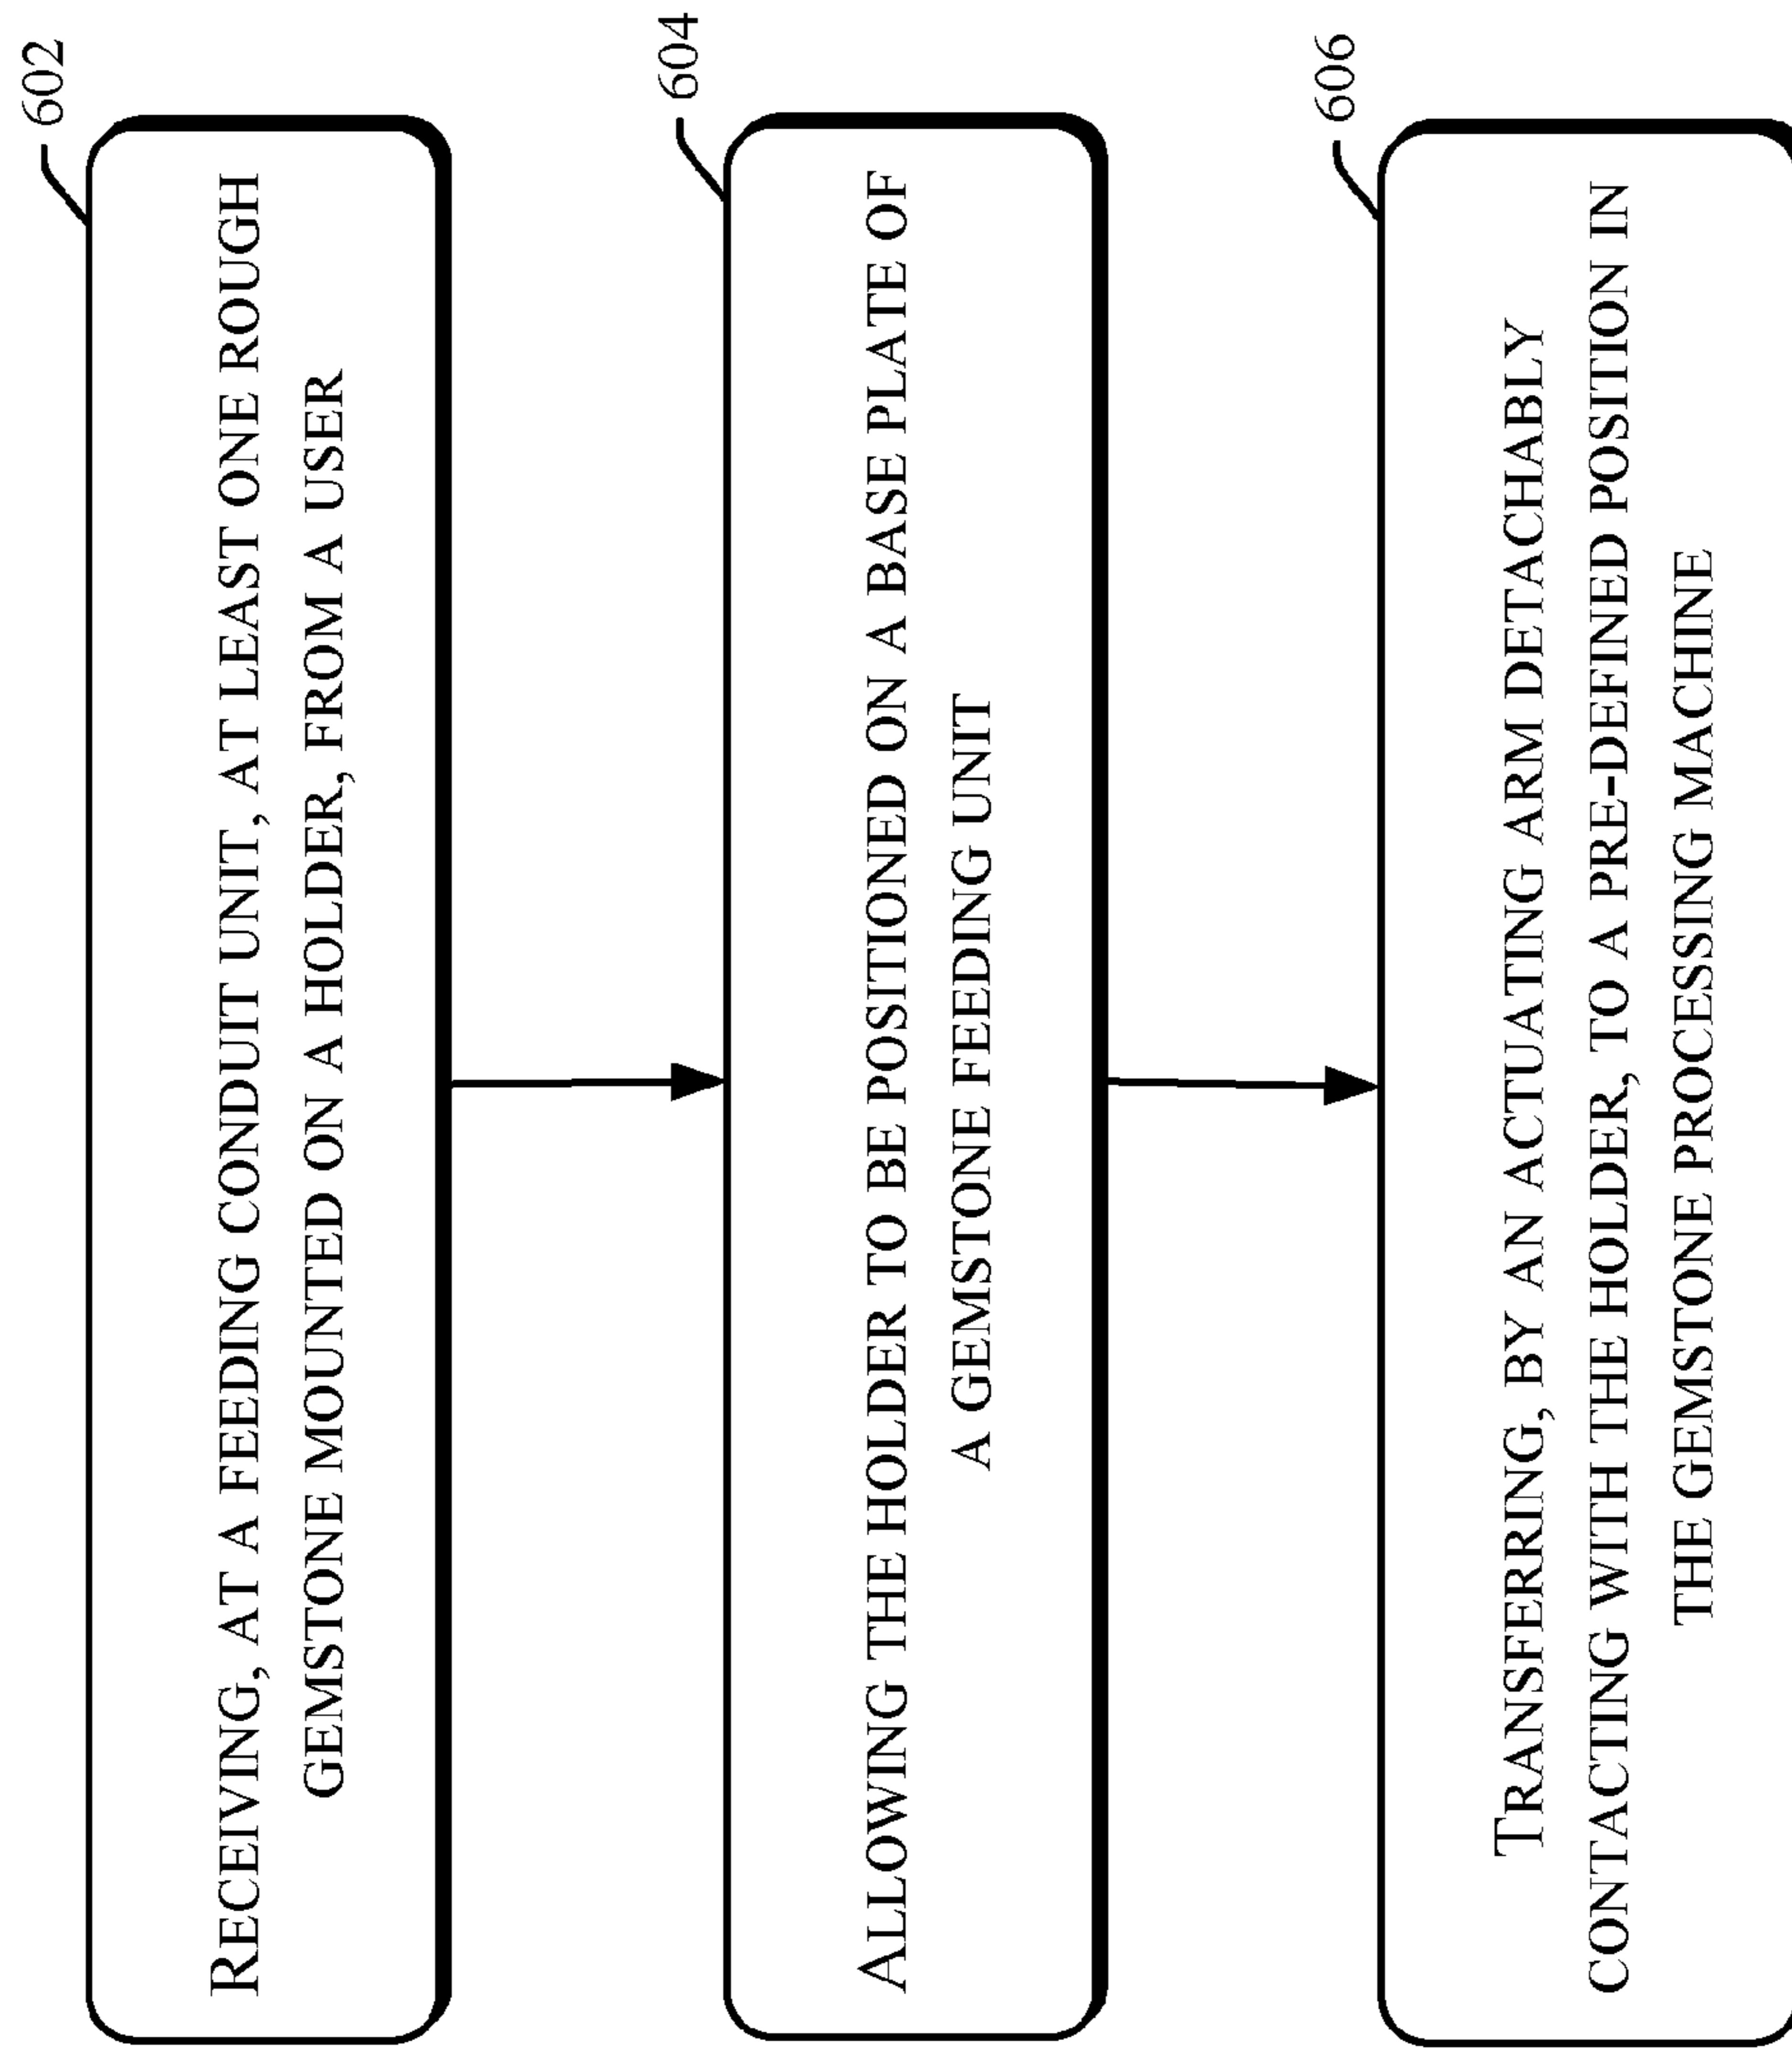 602
RECEIVING, AT A FEEDING CONDUIT UNIT, AT LEAST ONE ROUGH
GEMSTONE MOUNTED ON A HOLDER, FROM A USER
604
ALLOWING THE HOLDER TO BE POSITIONED ON A BASE PLATE OF
A GEMSTONE FEEDING UNIT
606
TRANSFERRING, BY AN ACTUATING ARM DETACHABLY
CONTACTING WITH THE HOLDER, TO A PRE-DEFINED POSITION IN
THE GEMSTONE PROCESSING MACHINE